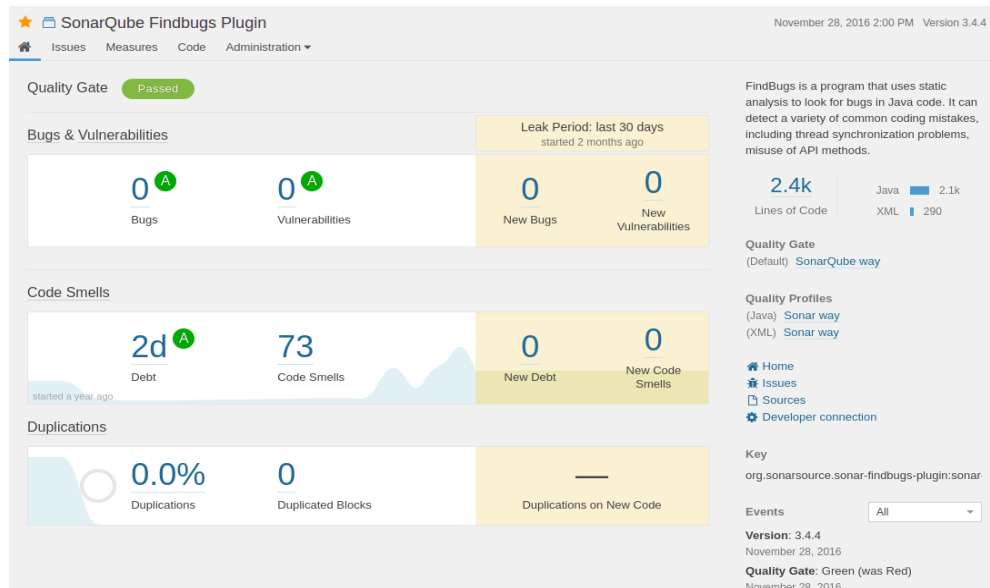 SonarQube Findbugs Plugin
November 28, 2016 2:00 PM Version 3.4.4
Issues Measures Code Administration
Quality Gate Passed
Bugs & Vulnerabilities
Leak Period: last 30 days
started 2 months ago
0 A
Bugs
0 A
Vulnerabilities
0
New Bugs
0
New
Vulnerabilities
Code Smells
2d A
Debt
73
Code Smells
0
New Debt
0
New Code
Smells
started a year ago
Duplications
0.0%
Duplications
0
Duplicated Blocks
—
Duplications on New Code
FindBugs is a program that uses static
analysis to look for bugs in Java code. It can
detect a variety of common coding mistakes,
including thread synchronization problems,
misuse of API methods.
2.4k
Lines of Code
Java 2.1k
XML 290
Quality Gate
(Default) SonarQube way
Quality Profiles
(Java) Sonar way
(XML) Sonar way
Home
Issues
Sources
Developer connection
Key
org.sonarsource.sonar-findbugs-plugin:sonar-
Events All
Version: 3.4.4
November 28, 2016
Quality Gate: Green (was Red)
November 28, 2016